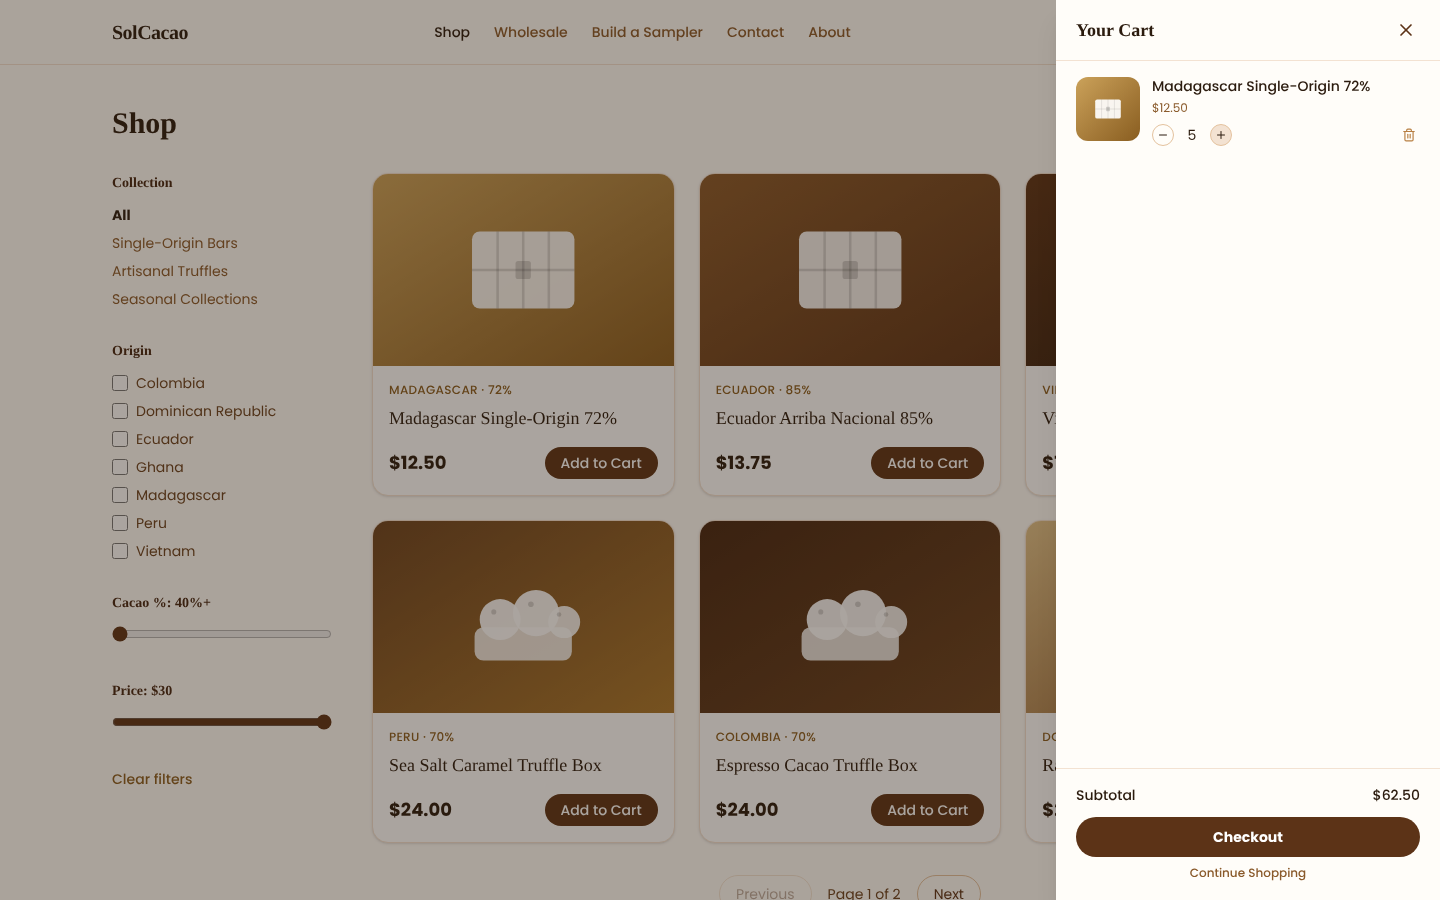 SolCacao
Shop
Wholesale
Build a Sampler
Contact
About
Shop
Collection
All
Single-Origin Bars
Artisanal Truffles
Seasonal Collections
Origin
Colombia
Dominican Republic
Ecuador
Ghana
Madagascar
Peru
Vietnam
Cacao %: 40%+
Price: $30
Clear filters
MADAGASCAR · 72%
Madagascar Single-Origin 72%
$12.50
Add to Cart
ECUADOR · 85%
Ecuador Arriba Nacional 85%
$13.75
Add to Cart
PERU · 70%
Sea Salt Caramel Truffle Box
$24.00
Add to Cart
COLOMBIA · 70%
Espresso Cacao Truffle Box
$24.00
Add to Cart
Previous
Page 1 of 2
Next
Your Cart
Madagascar Single-Origin 72%
$12.50
5
Subtotal
$62.50
Checkout
Continue Shopping